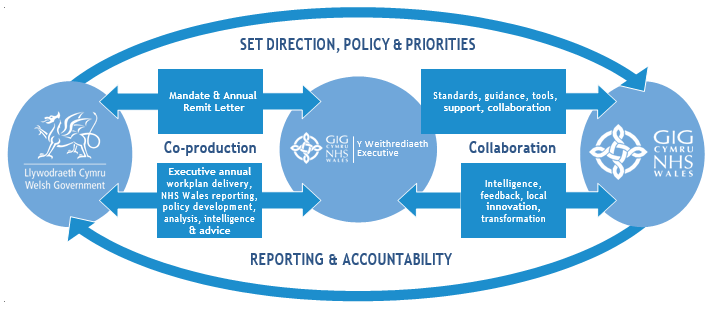 SET DIRECTION, POLICY & PRIORITIES
Mandate & Annual
Remit Letter
Standards, guidance, tools,
support, collaboration
Llywodraeth Cymru
Welsh Government
Co-production
GIG
CYMRU
NHS
WALES
Y Weithrediaeth
Executive
Collaboration
GIG
CYMRU
NHS
WALES
Executive annual
workplan delivery,
NHS Wales reporting,
policy development,
analysis, intelligence
& advice
Intelligence,
feedback, local
innovation,
transformation
REPORTING & ACCOUNTABILITY